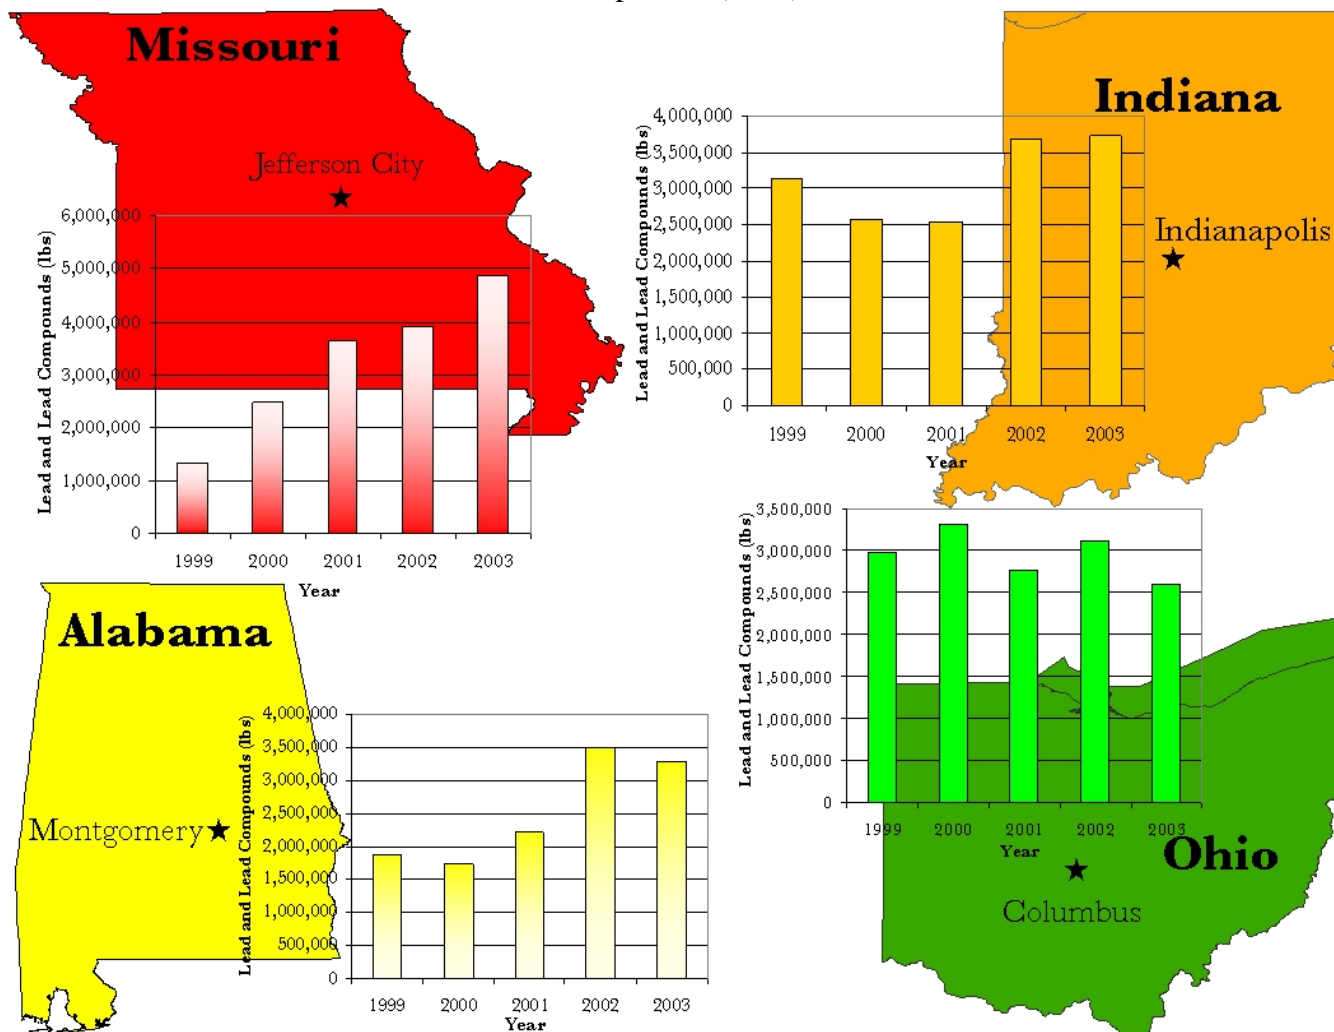 Missouri
Jefferson City
Lead and Lead Compounds (lbs)
6,000,000
5,000,000
4,000,000
3,000,000
2,000,000
1,000,000
0
1999 2000 2001 2002 2003
Year
Indiana
Indianapolis
Lead and Lead Compounds (lbs)
4,000,000
3,500,000
3,000,000
2,500,000
2,000,000
1,500,000
1,000,000
500,000
0
1999 2000 2001 2002 2003
Year
Alabama
Montgomery
Lead and Lead Compounds (lbs)
4,000,000
3,500,000
3,000,000
2,500,000
2,000,000
1,500,000
1,000,000
500,000
0
1999 2000 2001 2002 2003
Year
Lead and Lead Compounds (lbs)
3,500,000
3,000,000
2,500,000
2,000,000
1,500,000
1,000,000
500,000
0
1999 2000 2001 2002 2003
Year
Ohio
Columbus